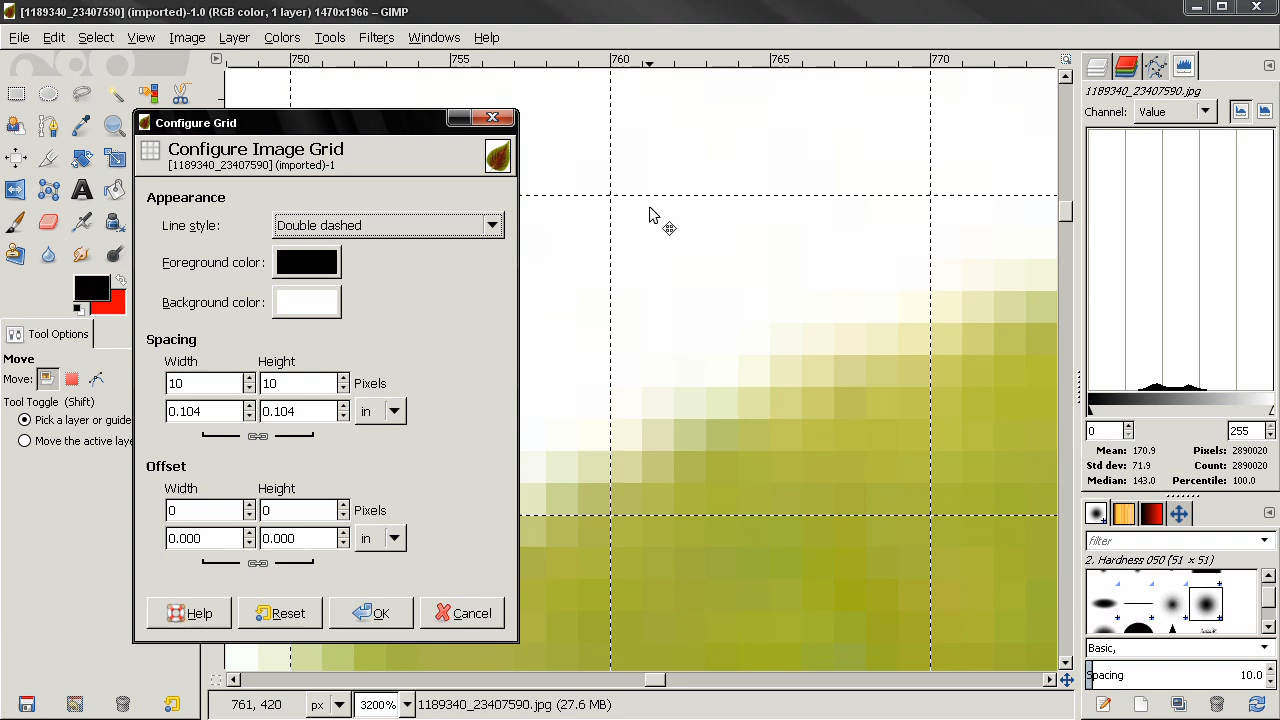 [1189340_23407590] (imported)-1.0 (RGB color, 1 layer) 1470x1966 – GIMP
File Edit Select View Image Layer Colors Tools Filters Windows Help
750 755 760 765 770
1189340_23407590.jpg
Channel: Value
Configure Grid
Configure Image Grid
[1189340_23407590] (imported)-1
Appearance
Line style: Double dashed
Foreground color:
Background color:
Spacing
Width Height
10 10 Pixels
0.104 0.104 in
Offset
Width Height
0 0 Pixels
0.000 0.000 in
Help Reset OK Cancel
Tool Options
Move
Move:
Tool Toggle (Shift)
Pick a layer or guide
Move the active laye
0 255
Mean: 170.9 Pixels: 2890020
Std dev: 71.9 Count: 2890020
Median: 143.0 Percentile: 100.0
filter
2. Hardness 050 (51 × 51)
Basic,
Spacing 10.0
761, 420 px 3200% 1189340_23407590.jpg (27.6 MB)